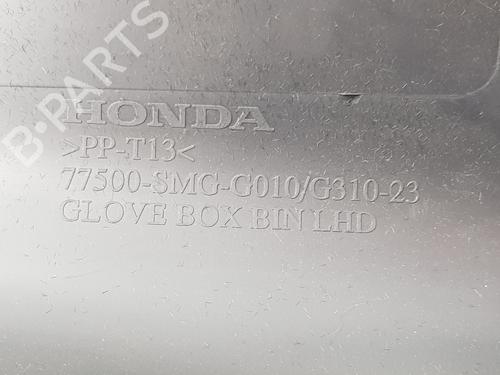 B-PARTS
HONDA
>PP-T13<
77500-SMG-G010/G310-23
GLOVE BOX BIN LHD